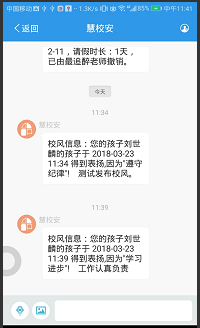 中国移动 1.3K/s 85% 中午11:41
返回 慧校安
2-11，请假时长：1天，
已由最追醉老师撤销。
今天
11:34
慧校安
校风信息：您的孩子刘世
麟的孩子于 2018-03-23
11:34 得到表扬,因为"遵守
纪律"! 测试发布校风。
11:39
慧校安
校风信息：您的孩子刘世
麟的孩子于 2018-03-23
11:39 得到表扬,因为"学习
进步"! 工作认真负责